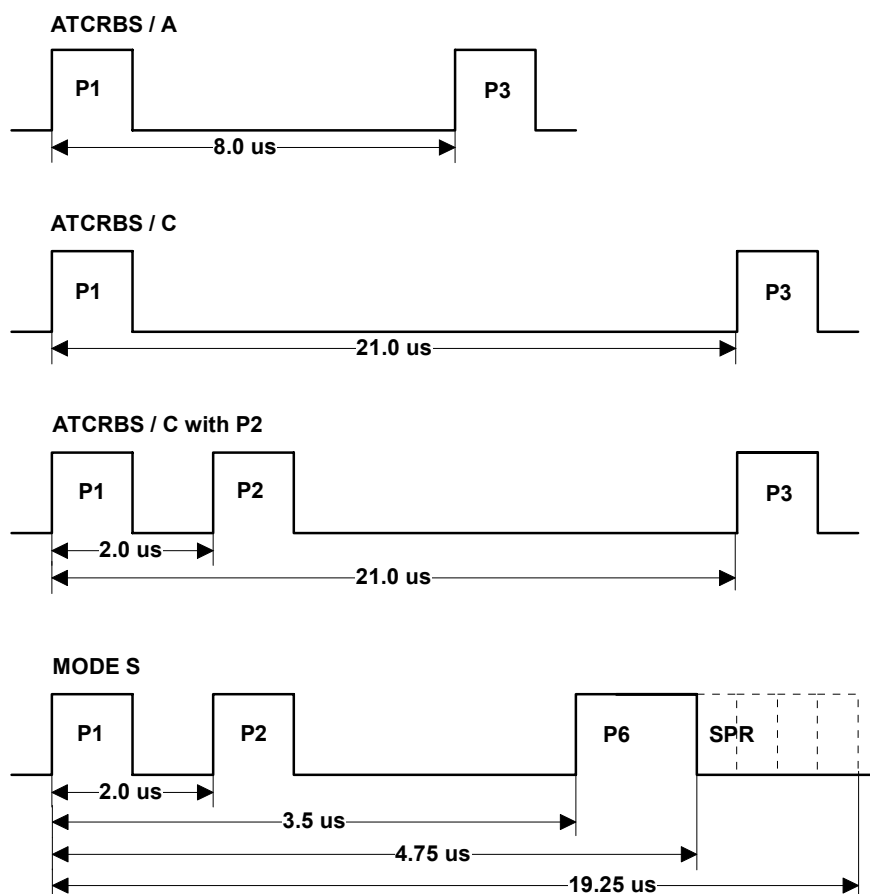 ATCRBS / A
P1
P3
8.0 us
ATCRBS / C
P1
P3
21.0 us
ATCRBS / C with P2
P1
P2
P3
2.0 us
21.0 us
MODE S
P1
P2
P6
SPR
2.0 us
3.5 us
4.75 us
19.25 us